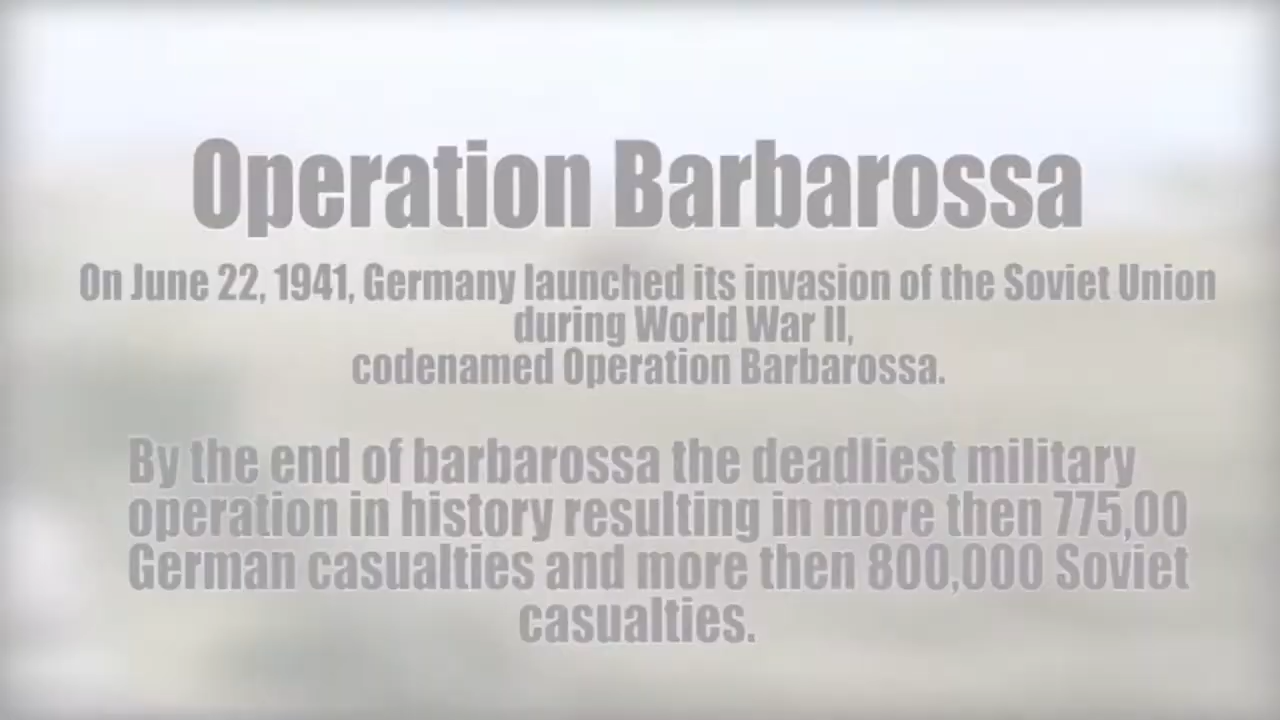 Operation Barbarossa
On June 22, 1941, Germany launched its invasion of the Soviet Union
during World War II,
codenamed Operation Barbarossa.
By the end of barbarossa the deadliest military
operation in history resulting in more then 775,00
German casualties and more then 800,000 Soviet
casualties.